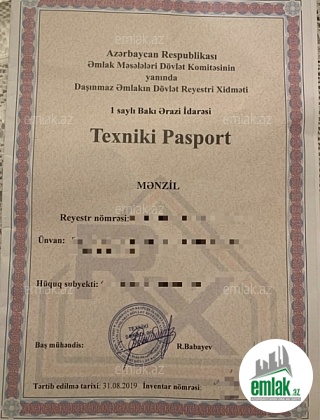 Azərbaycan Respublikası
Əmlak Məsələləri Dövlət Komitəsinin
yanında
Daşınmaz Əmlakın Dövlət Reyestri Xidməti
1 saylı Bakı Ərazi İdarəsi
Texniki Pasport
MƏNZİL
Reyestr nömrəsi:
Ünvan:
Hüquq subyekti:
TEXNİKİ
Baş mühəndis:
R.Babayev
Tərtib edilmə tarixi: 31.08.2019 İnventar nömrəsi:
emlak.az